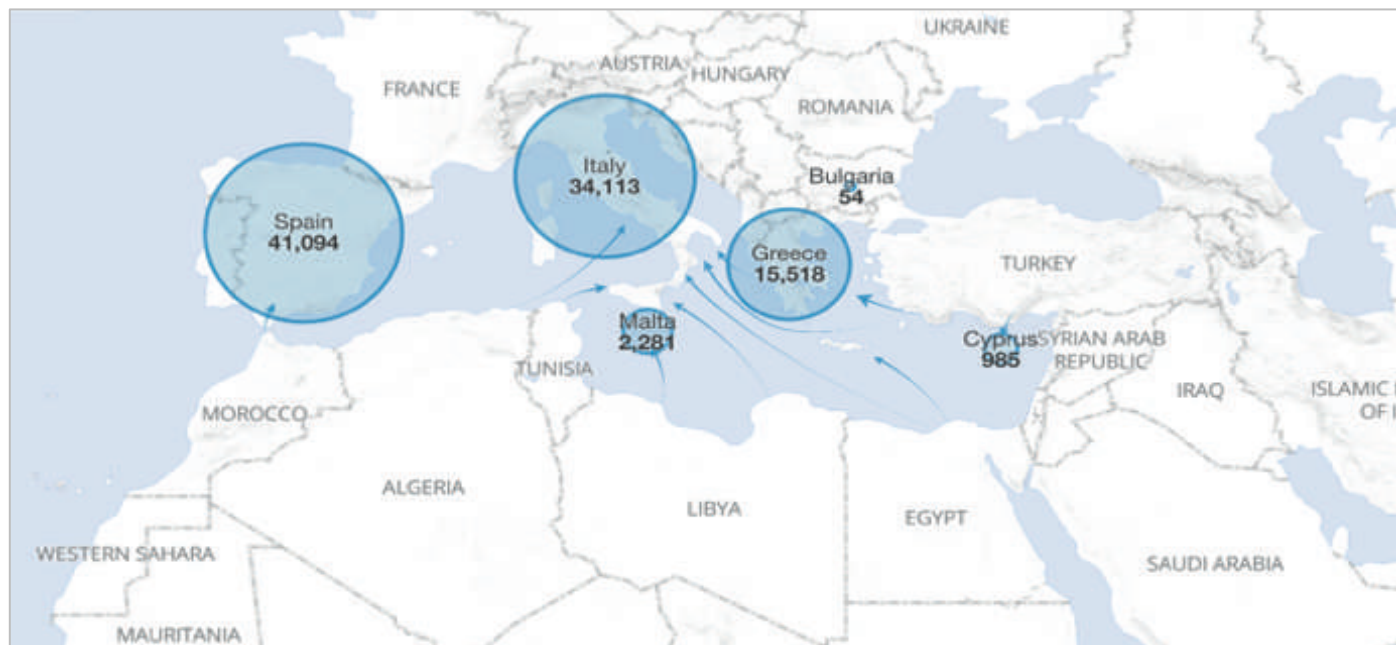 UKRAINE
AUSTRIA
HUNGARY
FRANCE
ROMANIA
Italy
34,113
Bulgaria
54
Spain
41,094
Greece
15,518
TURKEY
Malta
2,281
Cyprus
985
SYRIAN ARAB
REPUBLIC
TUNISIA
IRAQ
ISLAMIC
OF I
MOROCCO
ALGERIA
LIBYA
EGYPT
WESTERN SAHARA
SAUDI ARABIA
MAURITANIA